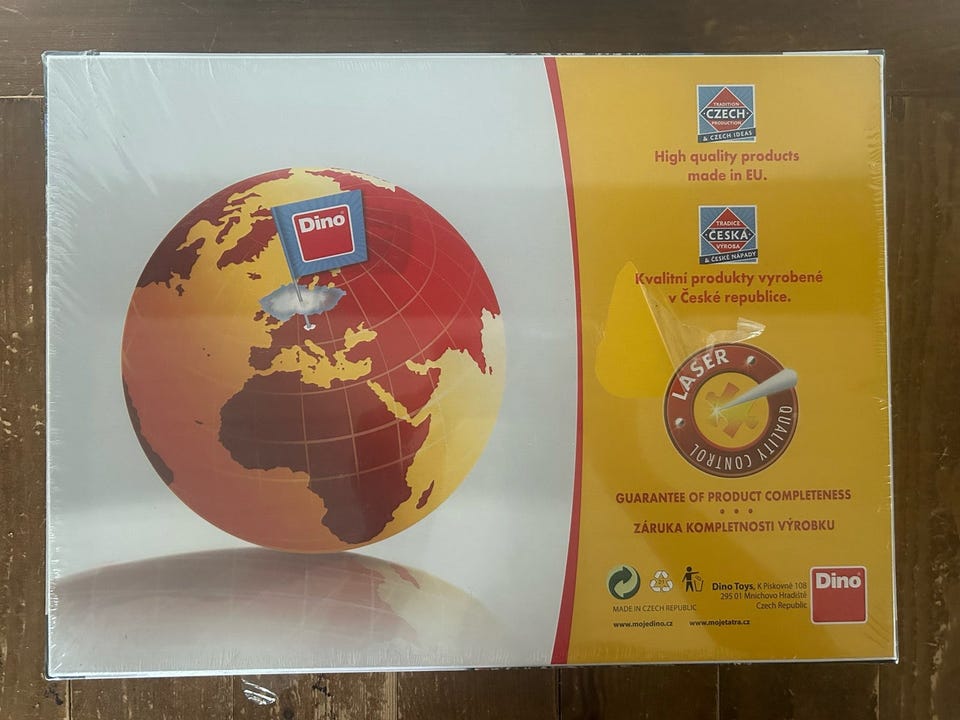 Dino
TRADITION
CZECH
PRODUCTION
& CZECH IDEAS
High quality products
made in EU.
TRADICE
ČESKÁ
VÝROBA
& ČESKÉ NÁPADY
Kvalitní produkty vyrobené
v České republice.
LASER
QUALITY CONTROL
GUARANTEE OF PRODUCT COMPLETENESS
ZÁRUKA KOMPLETNOSTI VÝROBKU
MADE IN CZECH REPUBLIC
www.mojedino.cz www.mojetatra.cz
Dino Toys, K Pískovně 108
295 01 Mnichovo Hradiště
Czech Republic
Dino